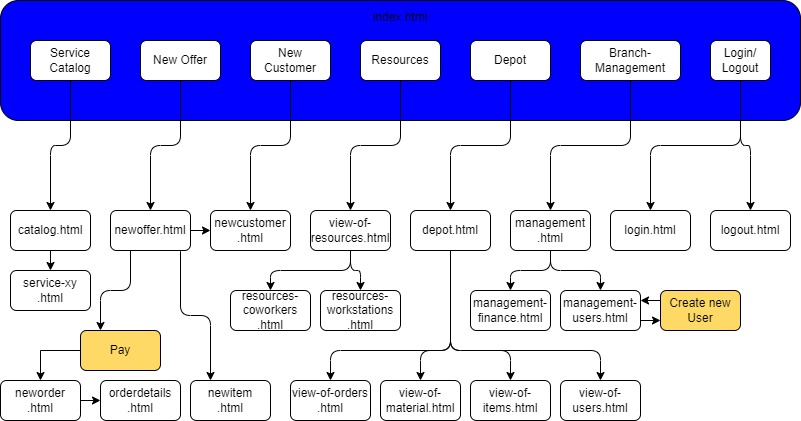 index.html
Service
Catalog
New Offer
New
Customer
Resources
Depot
Branch-
Management
Login/
Logout
catalog.html
newoffer.html
newcustomer
.html
view-of-
resources.html
depot.html
management
.html
login.html
logout.html
service-xy
.html
resources-
coworkers
.html
resources-
workstations
.html
management-
finance.html
management-
users.html
Create new
User
Pay
neworder
.html
orderdetails
.html
newitem
.html
view-of-orders
.html
view-of-
material.html
view-of-
items.html
view-of-
users.html